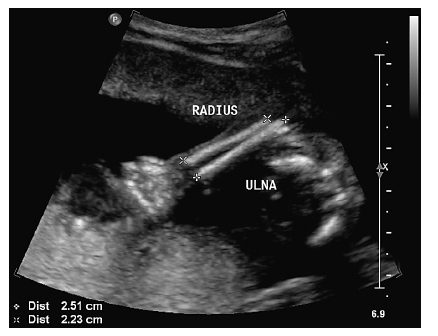 P
RADIUS
X
ULNA
Dist 2.51 cm
Dist 2.23 cm
6.9